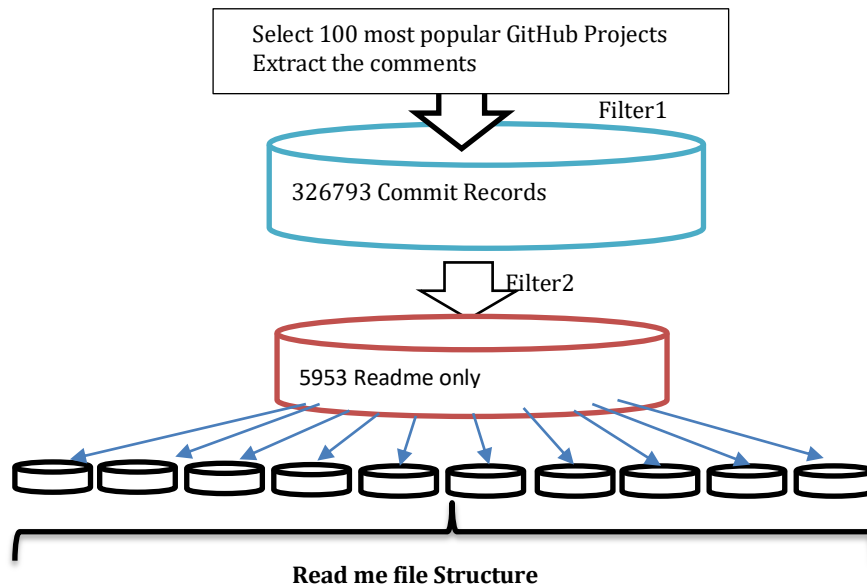 Select 100 most popular GitHub Projects
Extract the comments
Filter1
326793 Commit Records
Filter2
5953 Readme only
Read me file Structure